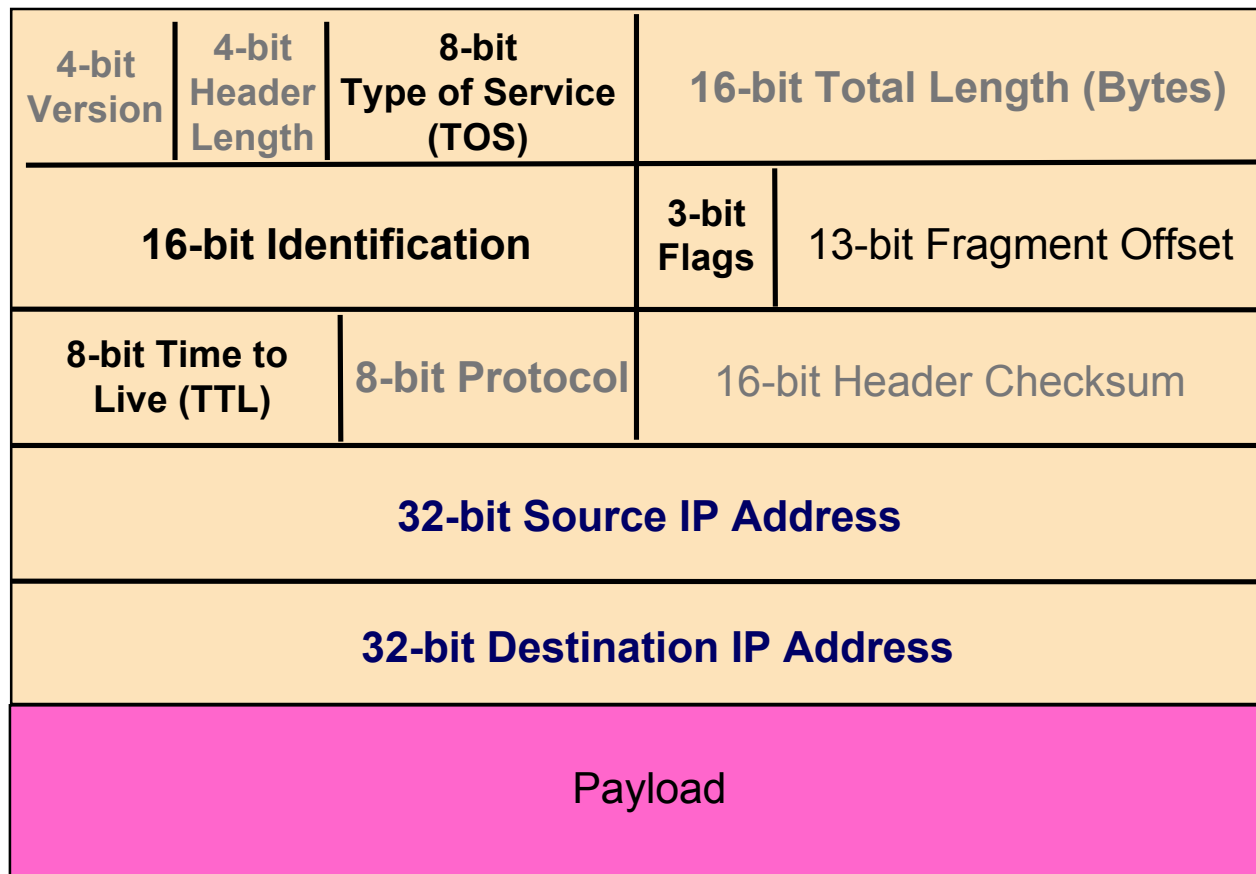 4-bit
Version
4-bit
Header
Length
8-bit
Type of Service
(TOS)
16-bit Total Length (Bytes)
16-bit Identification
3-bit
Flags
13-bit Fragment Offset
8-bit Time to
Live (TTL)
8-bit Protocol
16-bit Header Checksum
32-bit Source IP Address
32-bit Destination IP Address
Payload